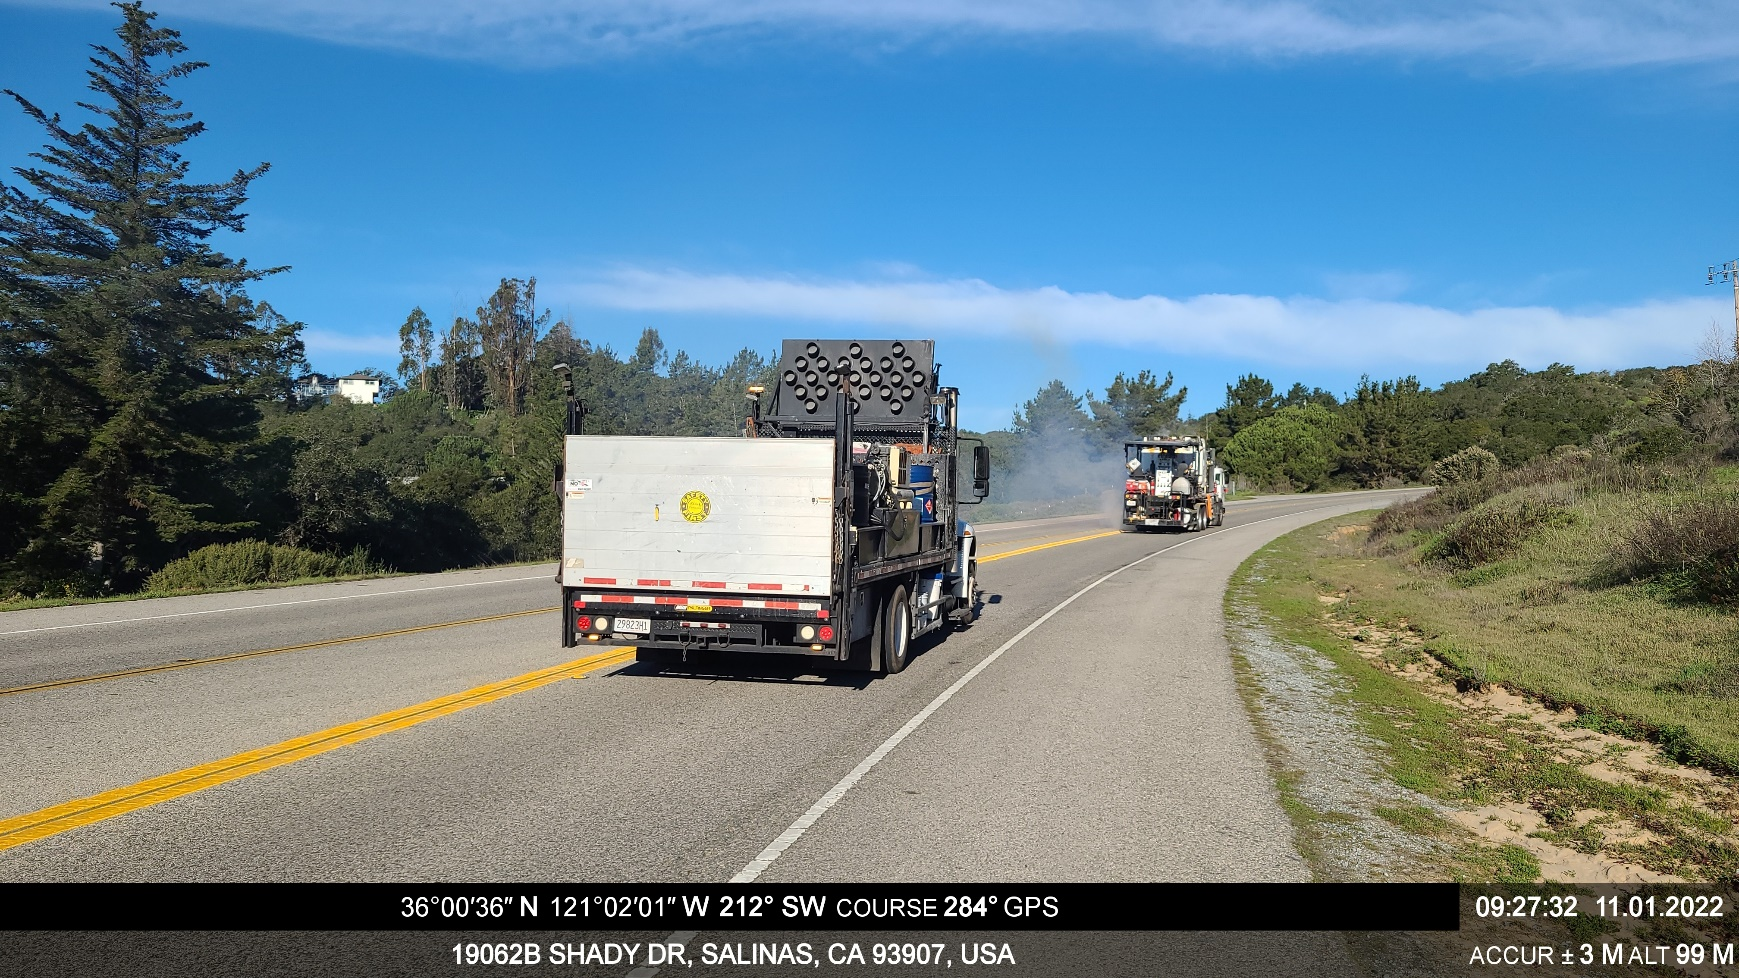 29823H1
36°00'36" N 121°02'01" W 212° SW COURSE 284° GPS
09:27:32 11.01.2022
19062B SHADY DR, SALINAS, CA 93907, USA
ACCUR ± 3 M ALT 99 M